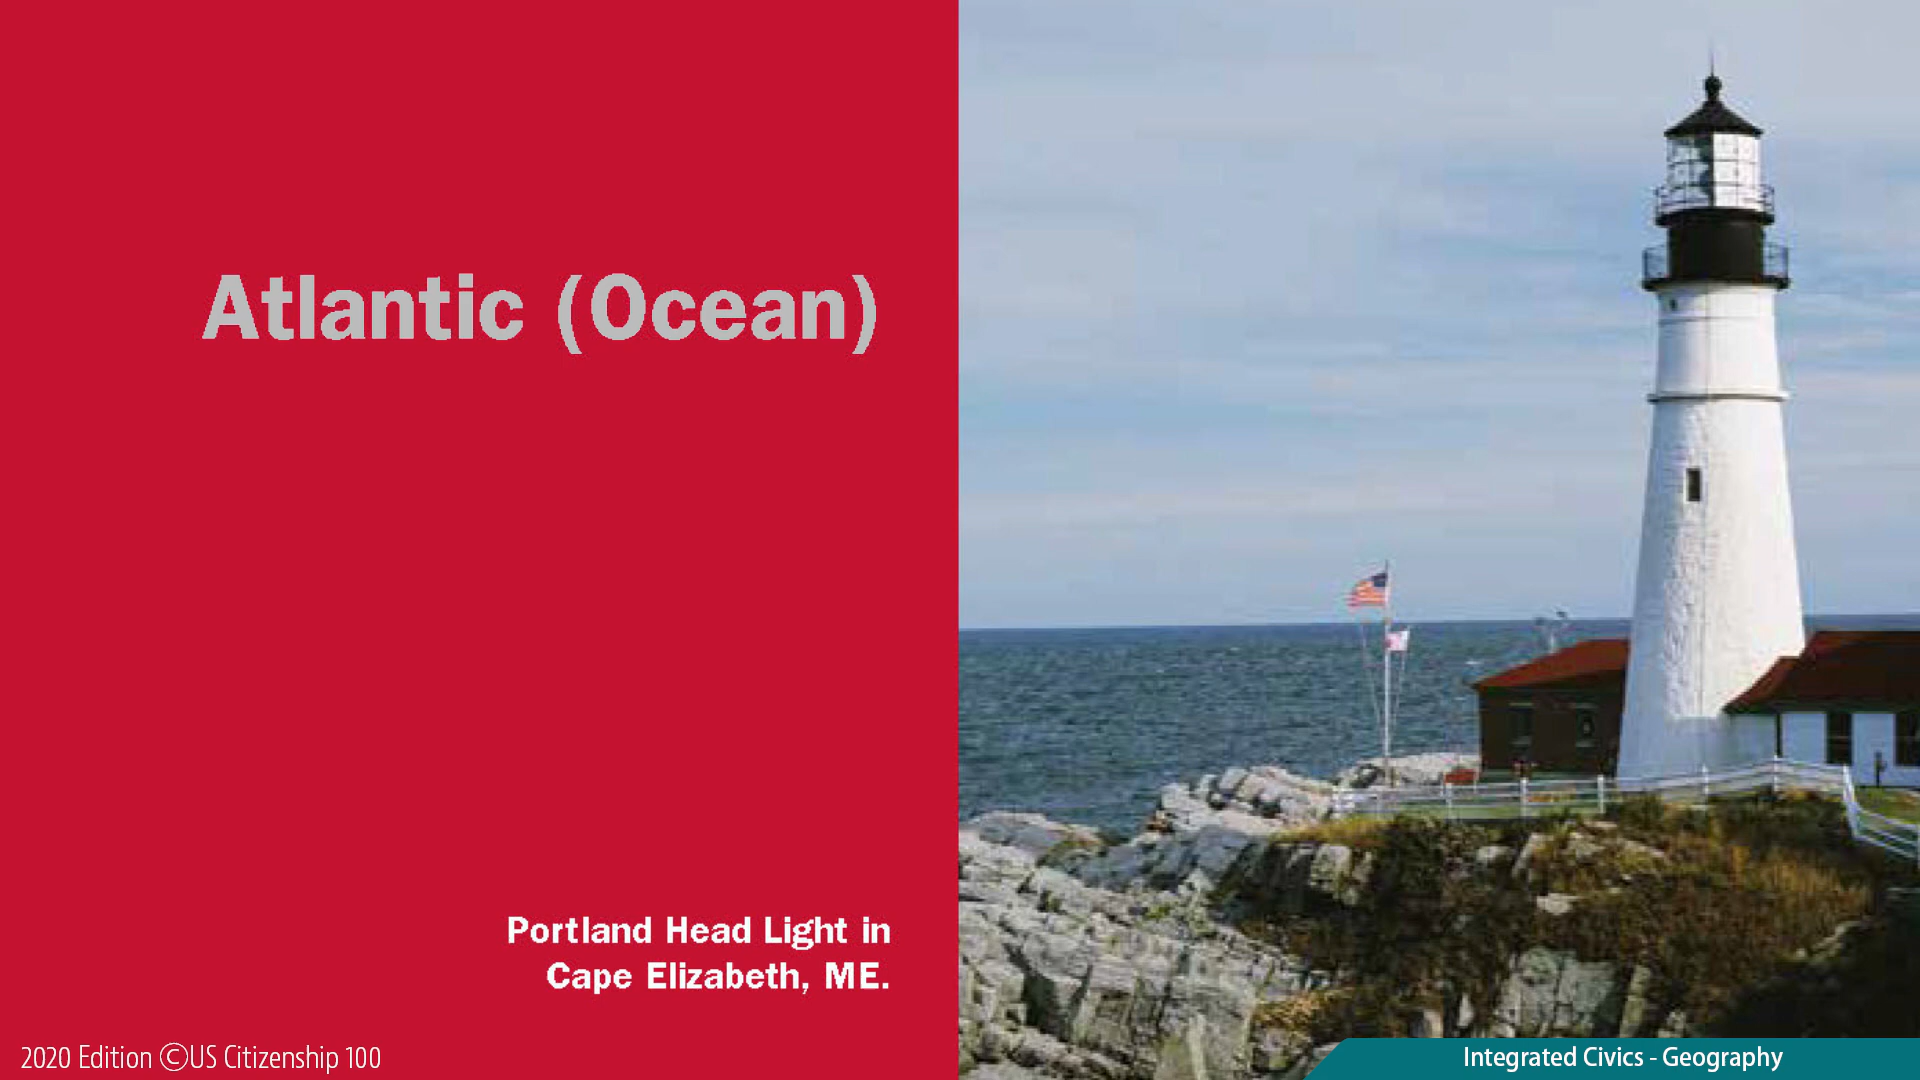 Atlantic (Ocean)
Portland Head Light in
Cape Elizabeth, ME.
2020 Edition ©US Citizenship 100
Integrated Civics - Geography